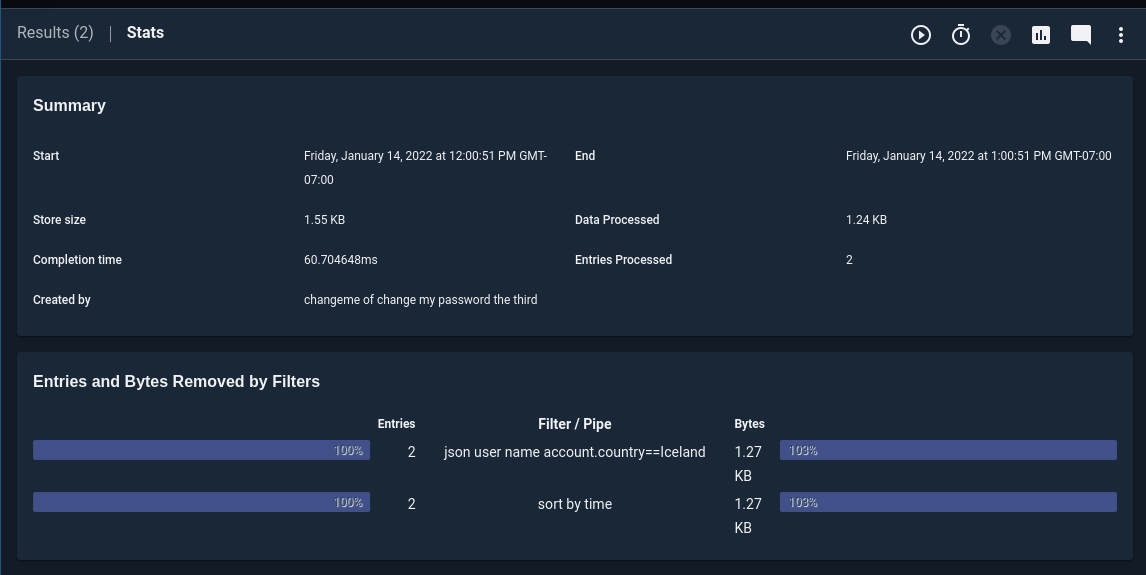 Results (2) | Stats
Summary
Start Friday, January 14, 2022 at 12:00:51 PM GMT- End Friday, January 14, 2022 at 1:00:51 PM GMT-07:00
07:00
Store size 1.55 KB Data Processed 1.24 KB
Completion time 60.704648ms Entries Processed 2
Created by changeme of change my password the third
Entries and Bytes Removed by Filters
Entries Filter / Pipe Bytes
100% 2 json user name account.country==Iceland 1.27 103%
KB
100% 2 sort by time 1.27 103%
KB